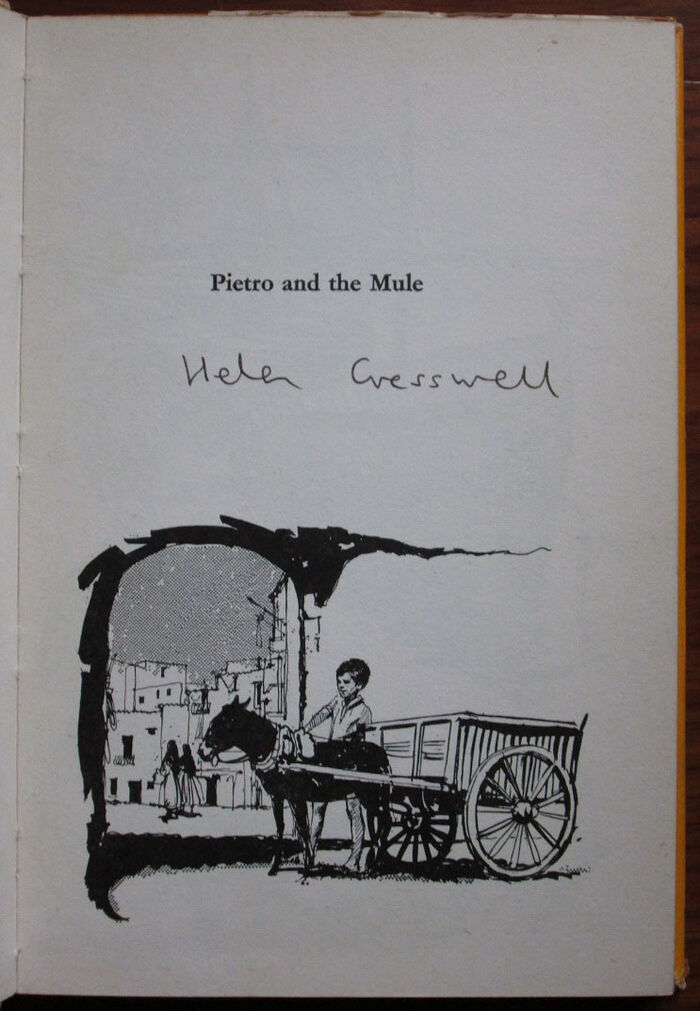 Pietro and the Mule
Helen Cresswell